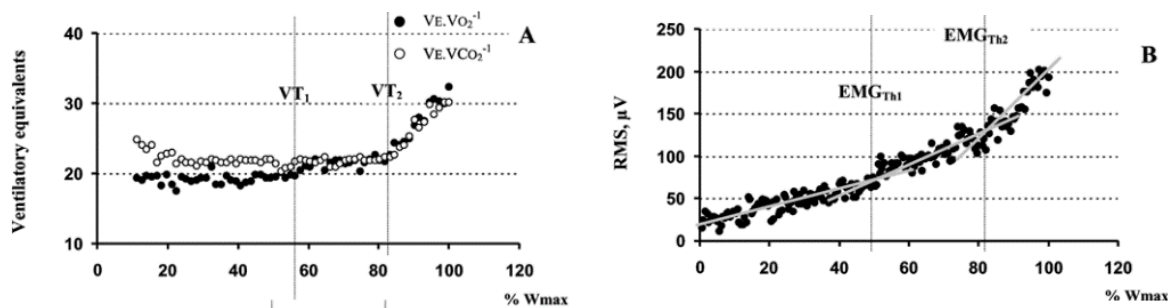 ● VE.VO₂⁻¹
○ VE.VCO₂⁻¹
A
Ventilatory equivalents
40
30
20
10
VT₁
VT₂
0 20 40 60 80 100 120
% Wmax
B
RMS, µV
250
200
150
100
50
0
EMG_Th1
EMG_Th2
0 20 40 60 80 100 120
% Wmax